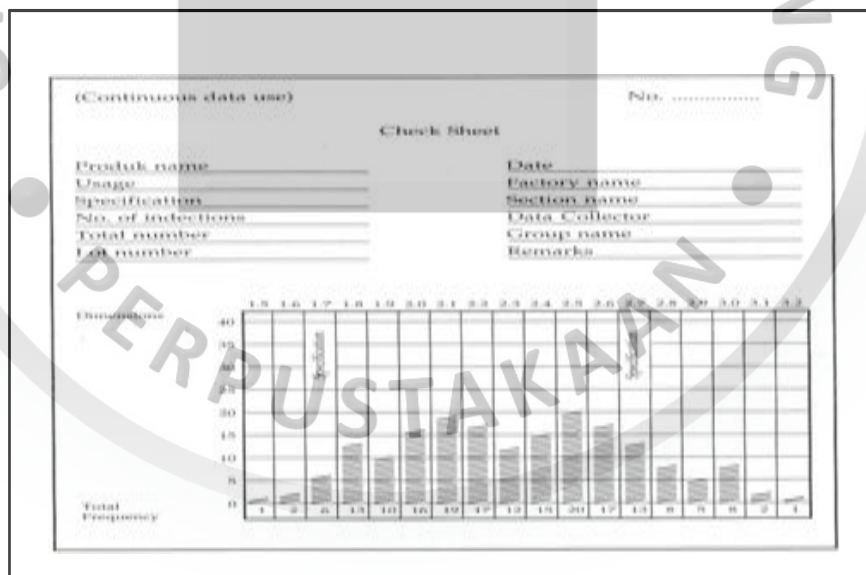 (Continuous data use) No. ...............
Check Sheet
Produk name Date
Usage Factory name
Specification Section name
No. of indections Data Collector
Total number Group name
Lot number Remarks
Dimensions 1.5 1.6 1.7 1.8 1.9 2.0 2.1 2.2 2.3 2.4 2.5 2.6 2.7 2.8 2.9 3.0 3.1 3.2
40
35
30
25
20
15
10
5
0
Total
Frequency
1 2 6 13 10 16 19 17 12 15 20 17 13 8 5 8 2 1
PERPUSTAKAAN